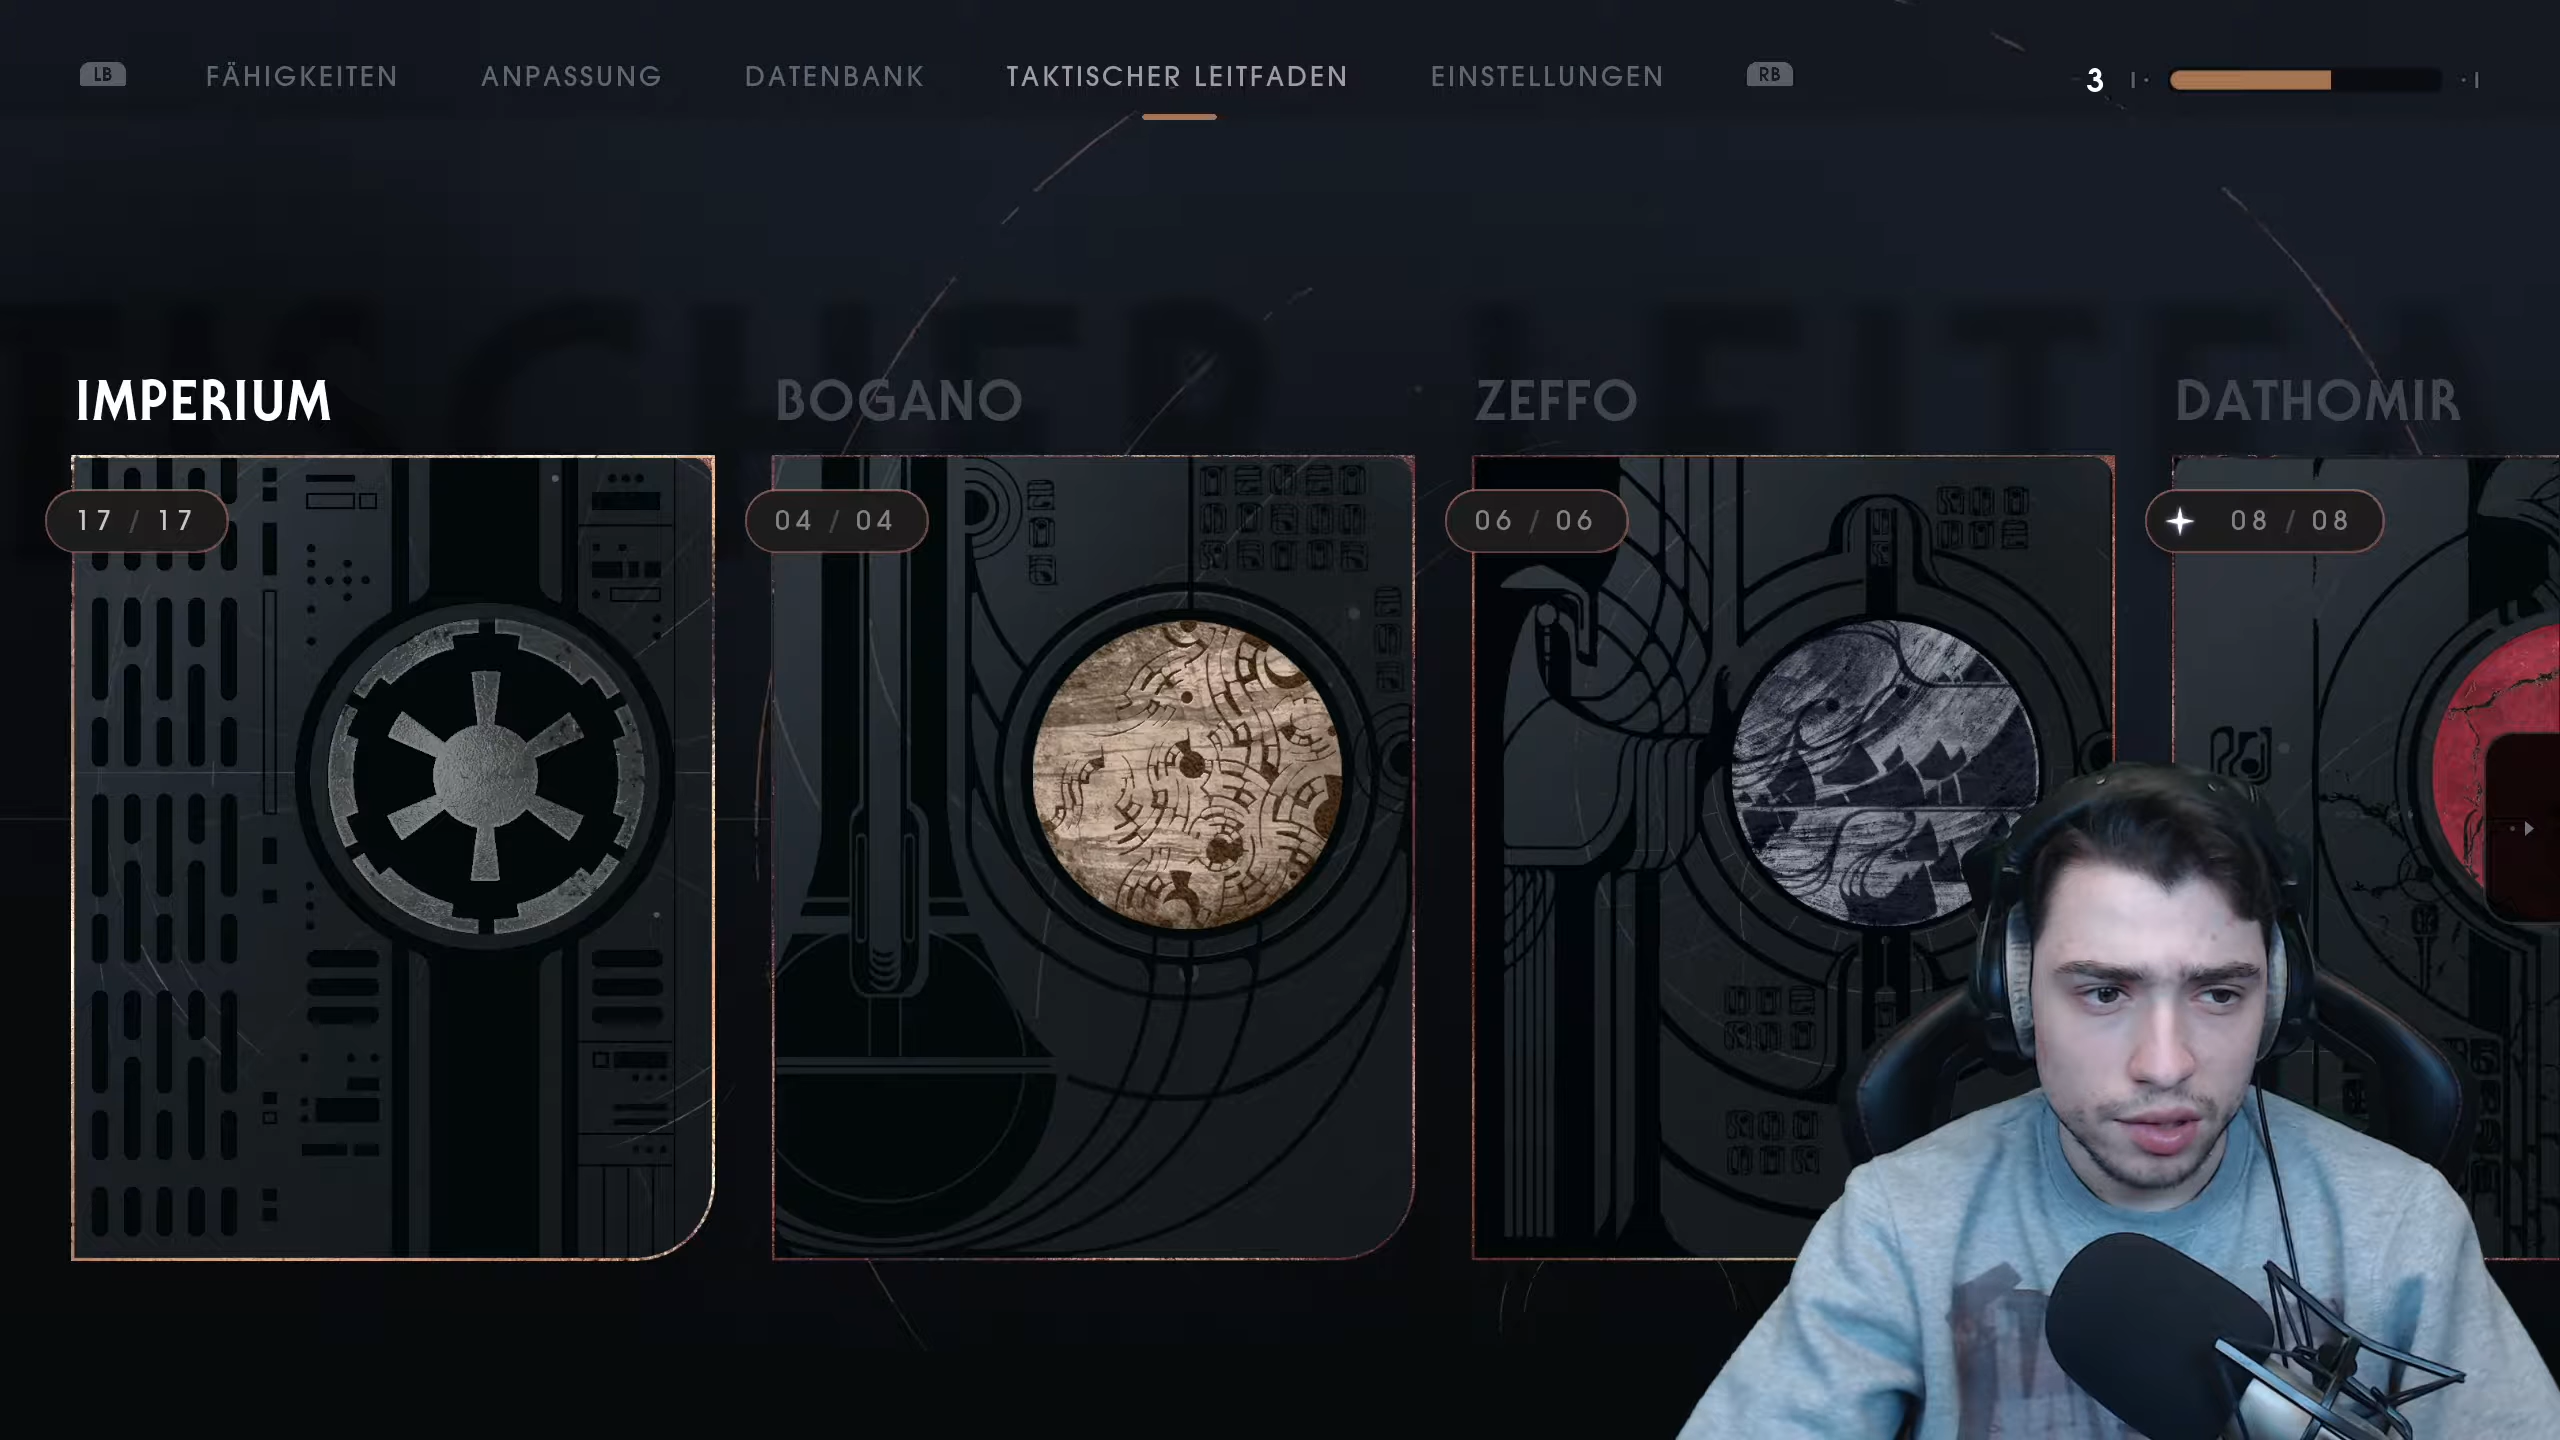 LB FÄHIGKEITEN ANPASSUNG DATENBANK TAKTISCHER LEITFADEN EINSTELLUNGEN RB 3
IMPERIUM BOGANO ZEFFO DATHOMIR
17 / 17 04 / 04 06 / 06 08 / 08